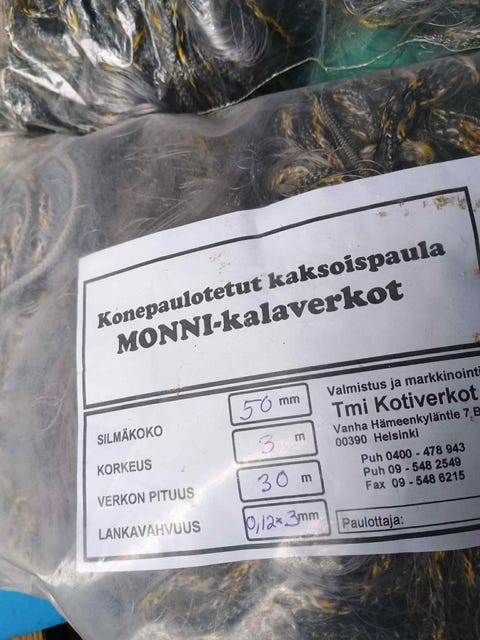 Konepaulotetut kaksoispaula
MONNI-kalaverkot
SILMÄKOKO 50 mm
KORKEUS 3 m
VERKON PITUUS 30 m
LANKAVAHVUUS 0,12×3mm
Valmistus ja markkinointi
Tmi Kotiverkot
Vanha Hämeenkyläntie 7 B
00390 Helsinki
Puh 0400 - 478 943
Puh 09 - 548 2549
Fax 09 - 548 6215
Paulottaja: